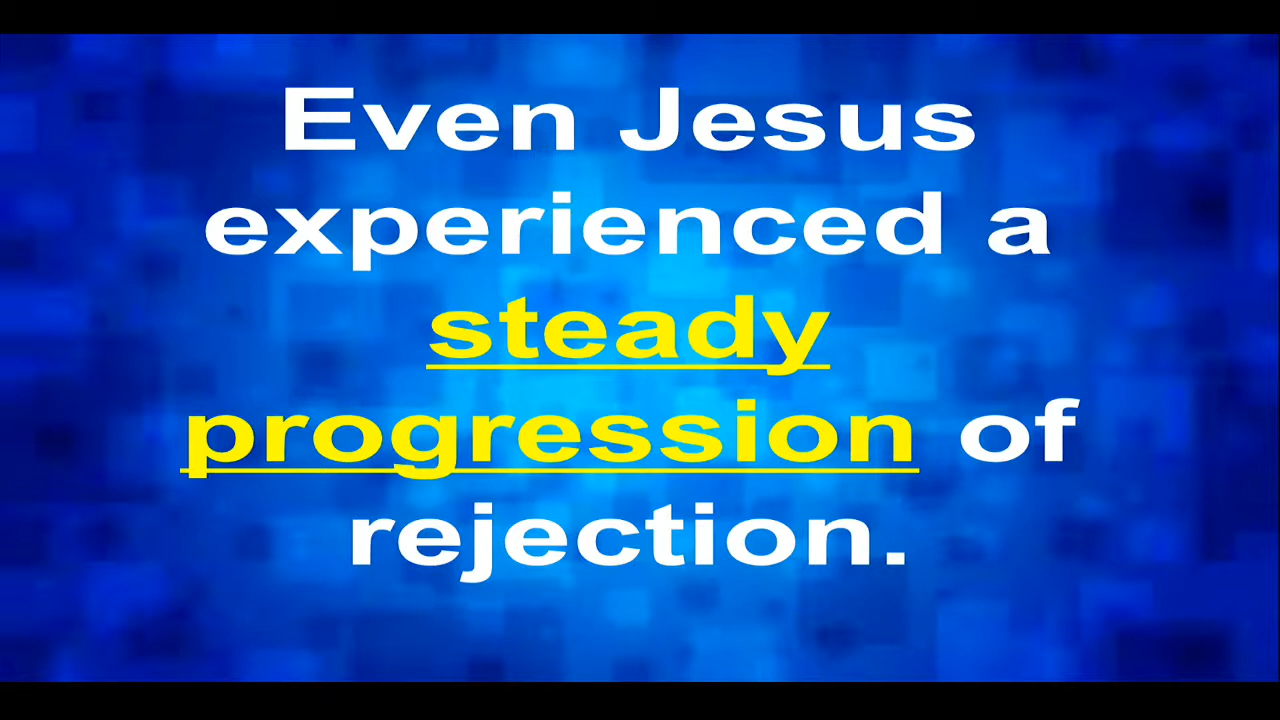 Even Jesus
experienced a
steady
progression of
rejection.